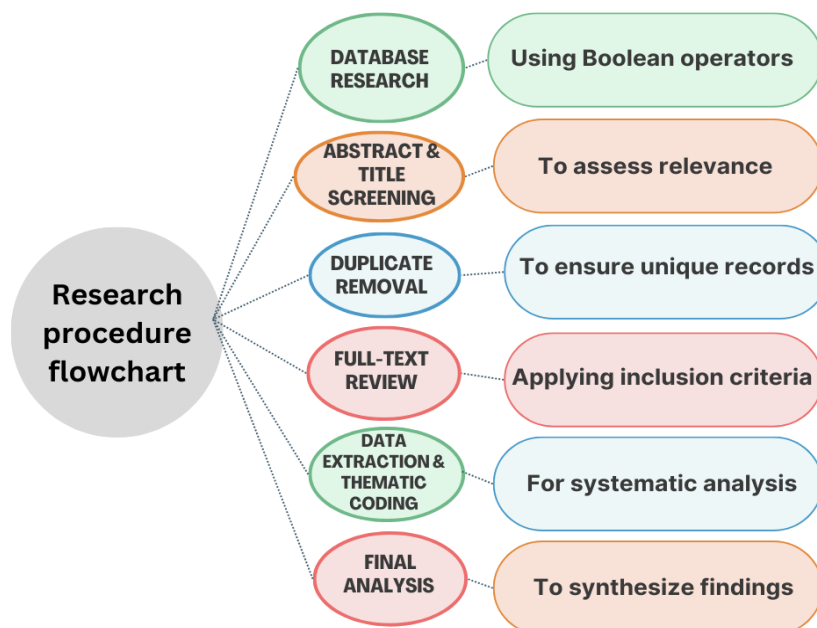 Research
procedure
flowchart
DATABASE
RESEARCH
Using Boolean operators
ABSTRACT &
TITLE
SCREENING
To assess relevance
DUPLICATE
REMOVAL
To ensure unique records
FULL-TEXT
REVIEW
Applying inclusion criteria
DATA
EXTRACTION &
THEMATIC
CODING
For systematic analysis
FINAL
ANALYSIS
To synthesize findings